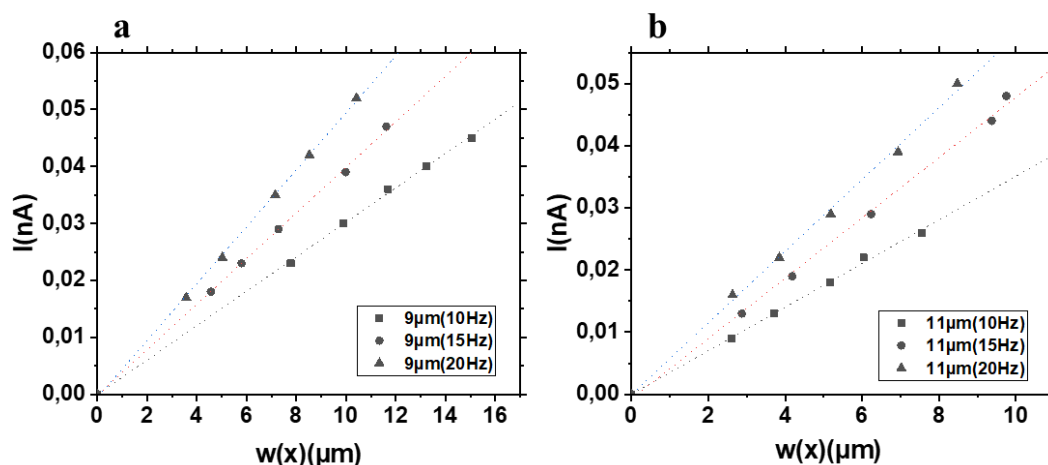 a
0,06
0,05
0,04
0,03
0,02
0,01
0,00
I(nA)
0 2 4 6 8 10 12 14 16
w(x)(µm)
9µm(10Hz)
9µm(15Hz)
9µm(20Hz)
b
0,05
0,04
0,03
0,02
0,01
0,00
I(nA)
0 2 4 6 8 10
w(x)(µm)
11µm(10Hz)
11µm(15Hz)
11µm(20Hz)